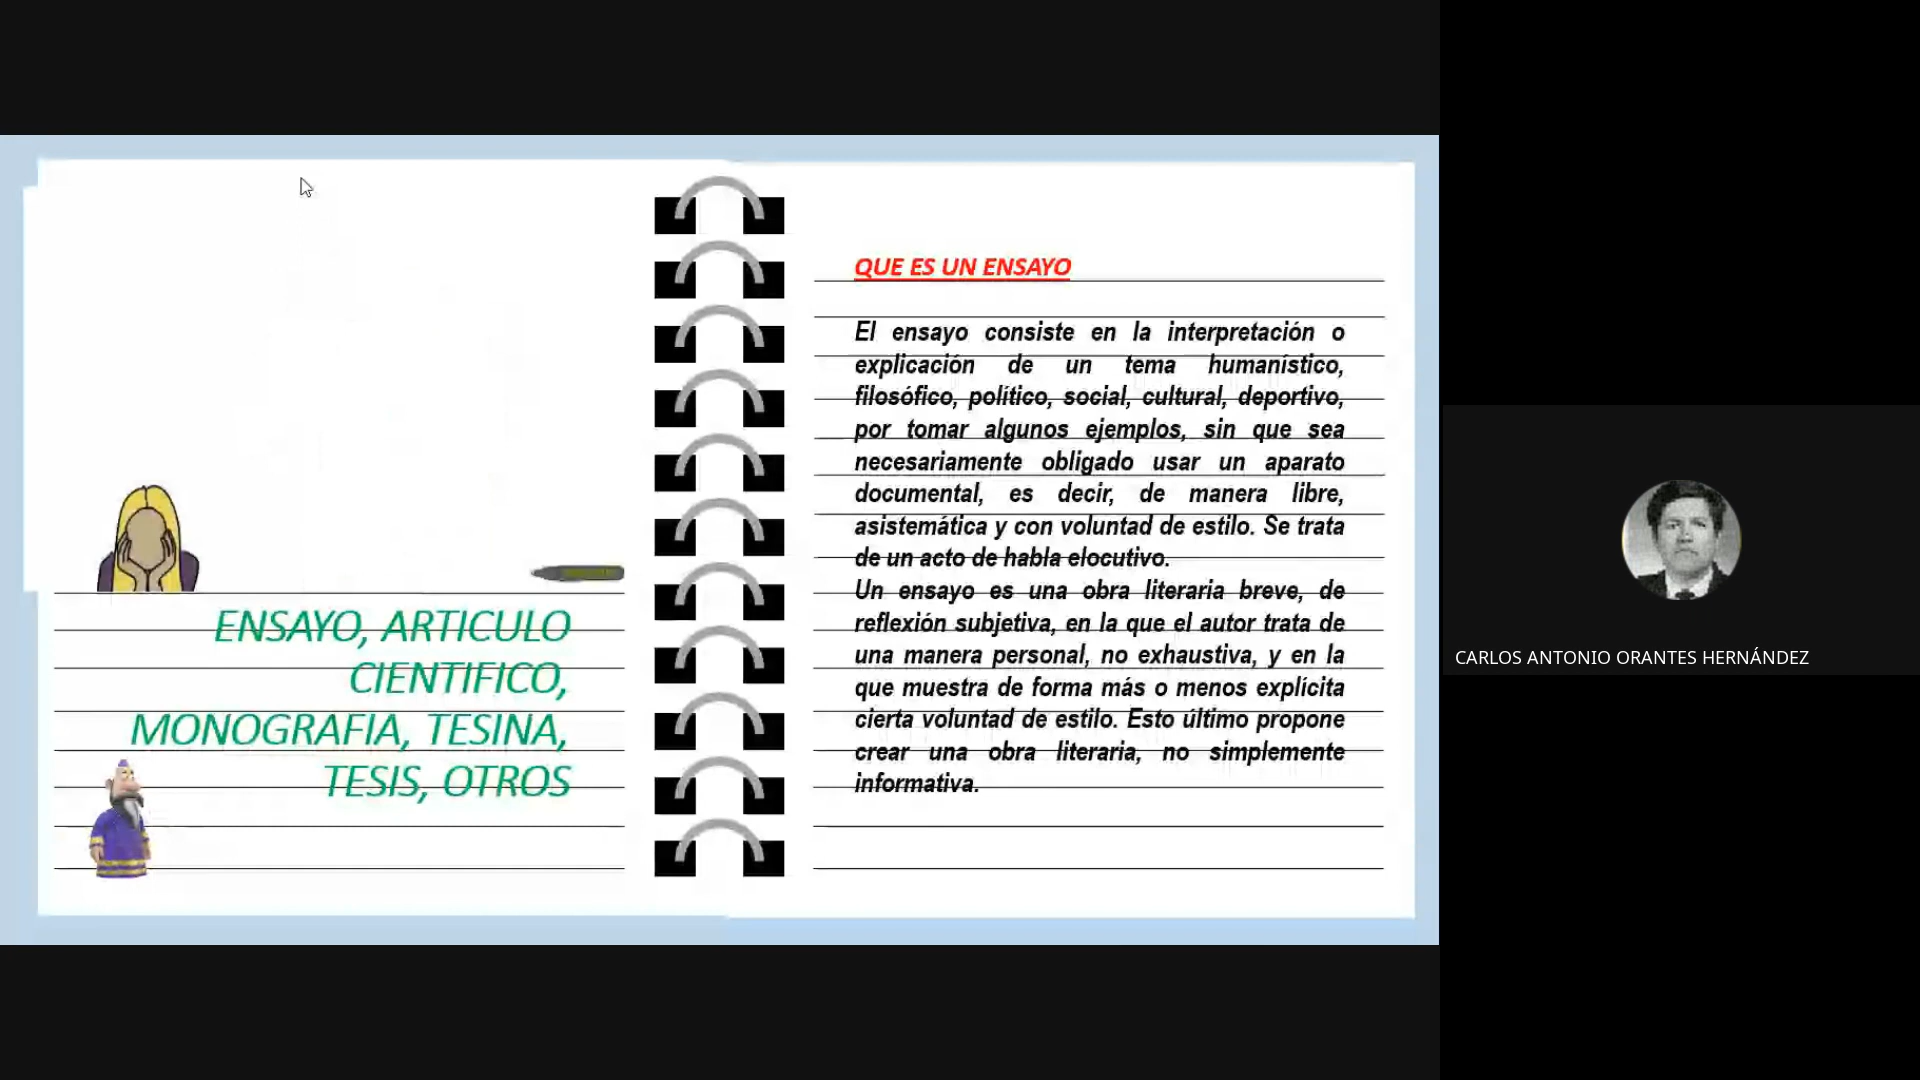 ENSAYO, ARTICULO
CIENTIFICO,
MONOGRAFIA, TESINA,
TESIS, OTROS
QUE ES UN ENSAYO
El ensayo consiste en la interpretación o
explicación de un tema humanístico,
filosófico, político, social, cultural, deportivo,
por tomar algunos ejemplos, sin que sea
necesariamente obligado usar un aparato
documental, es decir, de manera libre,
asistemática y con voluntad de estilo. Se trata
de un acto de habla elocutivo.
Un ensayo es una obra literaria breve, de
reflexión subjetiva, en la que el autor trata de
una manera personal, no exhaustiva, y en la
que muestra de forma más o menos explícita
cierta voluntad de estilo. Esto último propone
crear una obra literaria, no simplemente
informativa.
CARLOS ANTONIO ORANTES HERNÁNDEZ